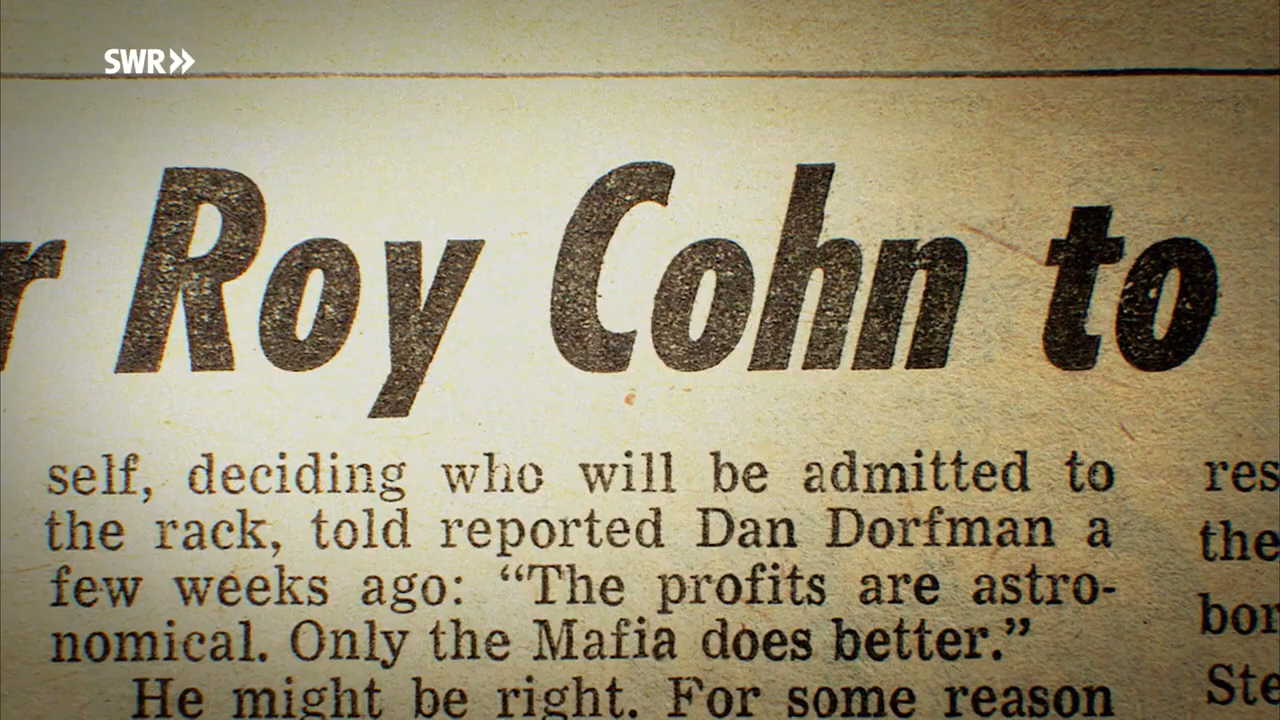 SWR»
r Roy Cohn to
self, deciding who will be admitted to
the rack, told reported Dan Dorfman a
few weeks ago: “The profits are astro-
nomical. Only the Mafia does better.”
He might be right. For some reason
res
the
bor
Ste